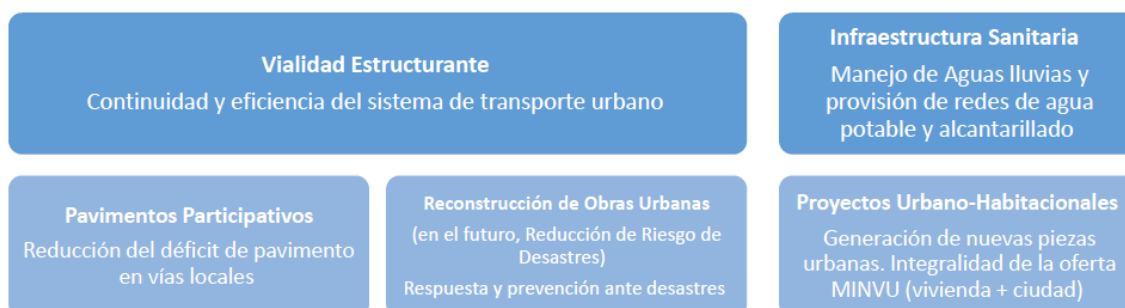 Vialidad Estructurante
Continuidad y eficiencia del sistema de transporte urbano
Infraestructura Sanitaria
Manejo de Aguas lluvias y
provisión de redes de agua
potable y alcantarillado
Pavimentos Participativos
Reducción del déficit de pavimento
en vías locales
Reconstrucción de Obras Urbanas
(en el futuro, Reducción de Riesgo de
Desastres)
Respuesta y prevención ante desastres
Proyectos Urbano-Habitacionales
Generación de nuevas piezas
urbanas. Integralidad de la oferta
MINVU (vivienda + ciudad)